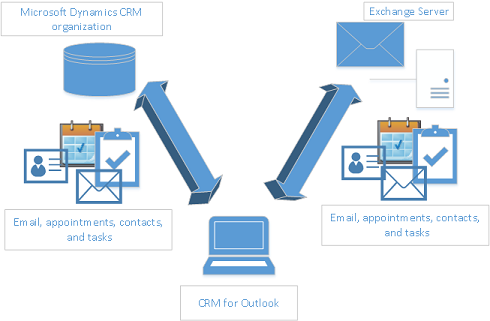 Microsoft Dynamics CRM
organization
Exchange Server
Email, appointments, contacts,
and tasks
Email, appointments, contacts,
and tasks
CRM for Outlook